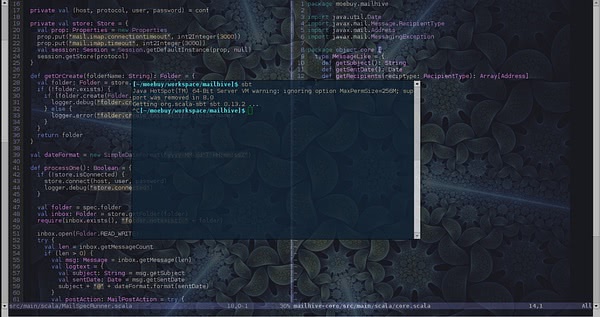 private val (host, protocol, user, password) = conf
private val store: Store = {
val prop: Properties = new Properties
prop.put("mail.imap.connectiontimeout", int2Integer(3000))
prop.put("mail.imap.timeout", int2Integer(3000))
val session: Session = Session.getDefaultInstance(prop, null)
session.getStore(protocol)
}
def getOrCreate(folderName: String): Folder = {
val folder: Folder = store
if (!folder.exists) {
if (folder.create(Folder
logger.debug(
} else {
logger.error(
}
}
return folder
}
val dateFormat = new
def processOne(): Boolean = {
if (!store.isConnected) {
store.connect(host, user,
logger.debug("store.conne
}
val folder = spec.folder
val inbox: Folder = store
require(inbox.exists(),
inbox.open(Folder.READ_WRIT
try {
val len = inbox.getMessageCount
if (len > 0) {
val msg: Message = inbox.getMessage(len)
val logtext = {
val subject: String = msg.getSubject
val sentDate: Date = msg.getSentDate
subject + "@" + dateFormat.format(sentDate)
}
val postAction: MailPostAction = try {
src/main/scala/MailSpecRunner.scala 18,0-1 30%
package moebuy.mailhive
import java.util.Date
import javax.mail.Message.RecipientType
import javax.mail.Address
import javax.mail.MessagingException
package object core {
type MessageLike = {
def getSubject(): String
def getSentDate(): Date
def getRecipients(reciptype: RecipientType): Array[Address]
mailhive-core/src/main/scala/core.scala 14,1 All
[~/moebuy/workspace/mailhive]$ sbt
Java HotSpot(TM) 64-Bit Server VM warning: ignoring option MaxPermSize=256M; sup
port was removed in 8.0
Getting org.scala-sbt sbt 0.13.2 ...
^C[~/moebuy/workspace/mailhive]$